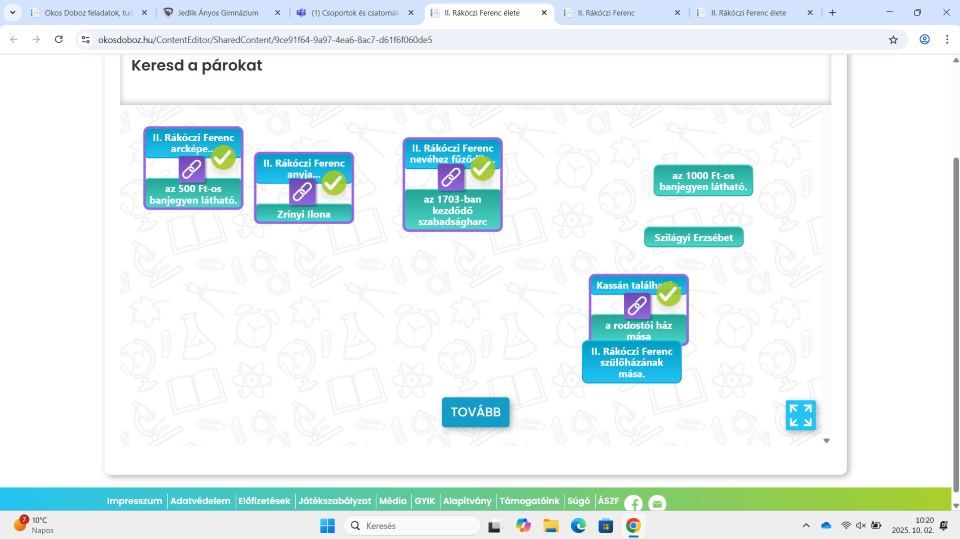 Okos Doboz feladatok, tud
Jedlik Ányos Gimnázium
(1) Csoportok és csatornák
II. Rákóczi Ferenc élete
II. Rákóczi Ferenc
II. Rákóczi Ferenc élete
okosdoboz.hu/ContentEditor/SharedContent/9ce91f64-9a97-4ea6-8ac7-d61f6f060de5
Keresd a párokat
II. Rákóczi Ferenc
arcképe...
az 500 Ft-os
banjegyen látható.
II. Rákóczi Ferenc
anyja...
Zrínyi Ilona
II. Rákóczi Ferenc
nevéhez fűződik
az 1703-ban
kezdődő
szabadságharc
az 1000 Ft-os
banjegyen látható.
Szilágyi Erzsébet
Kassán
a rodostói ház
mása
II. Rákóczi Ferenc
szülőházának
mása.
TOVÁBB
Impresszum
Adatvédelem
Előfizetések
Játékszabályzat
Média
GYIK
Alapítvány
Támogatóink
Súgó
ÁSZF
7
10°C
Napos
Keresés
10:20
2025. 10. 02.